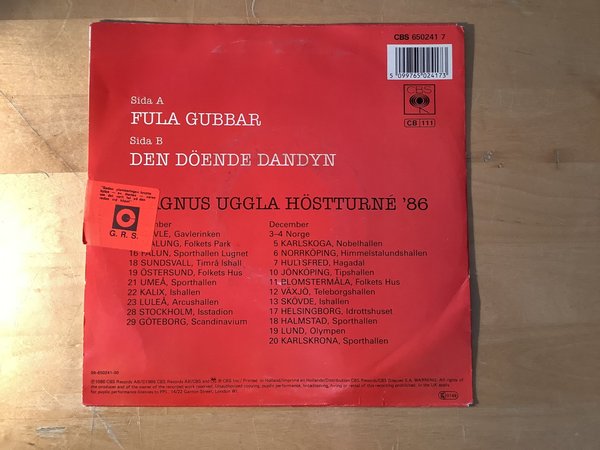 CBS 650241 7
5 099765 024173
CBS
CB 111
Sida A
FULA GUBBAR
Sida B
DEN DÖENDE DANDYN
G. R. S.
AGNUS UGGLA HÖSTTURNÉ '86
mber
VLE, Gavlerinken
ALUNG, Folkets Park
16 FALUN, Sporthallen Lugnet
18 SUNDSVALL, Timrå Ishall
19 ÖSTERSUND, Folkets Hus
21 UMEÅ, Sporthallen
22 KALIX, Ishallen
23 LULEÅ, Arcushallen
28 STOCKHOLM, Isstadion
29 GÖTEBORG, Scandinavium
December
3–4 Norge
5 KARLSKOGA, Nobelhallen
6 NORRKÖPING, Himmelstalundshallen
7 HULTSFRED, Hagadal
10 JÖNKÖPING, Tipshallen
11 BLOMSTERMÅLA, Folkets Hus
12 VÄXJÖ, Teleborgshallen
13 SKÖVDE, Ishallen
17 HELSINGBORG, Idrottshuset
18 HALMSTAD, Sporthallen
19 LUND, Olympen
20 KARLSKRONA, Sporthallen